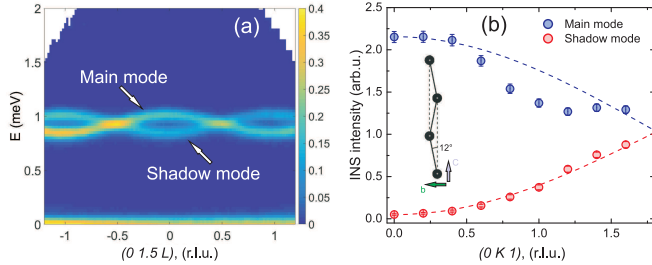 (a)
Main mode
Shadow mode
E (meV)
2
1.5
1
0.5
0
-1 -0.5 0 0.5 1
(0 1.5 L), (r.l.u.)
0.4
0.35
0.3
0.25
0.2
0.15
0.1
0.05
0
(b)
Main mode
Shadow mode
INS intensity (arb.u.)
2.5
2.0
1.5
1.0
0.5
0.0
12°
c
b
0.0 0.5 1.0 1.5
(0 K 1), (r.l.u.)